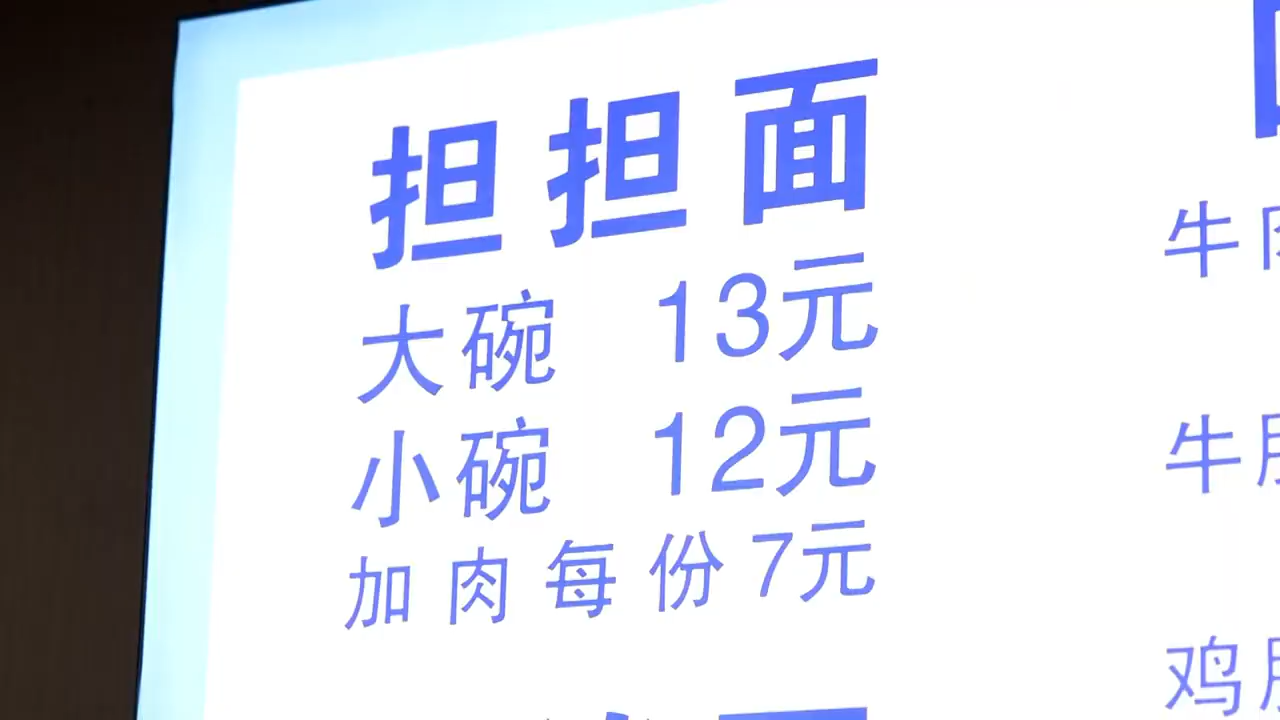 担担面
大碗 13元
小碗 12元
加肉每份7元
牛
牛
鸡